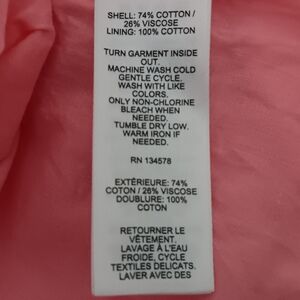 SHELL: 74% COTTON /
26% VISCOSE
LINING: 100% COTTON
TURN GARMENT INSIDE
OUT.
MACHINE WASH COLD
GENTLE CYCLE.
WASH WITH LIKE
COLORS.
ONLY NON-CHLORINE
BLEACH WHEN
NEEDED.
TUMBLE DRY LOW.
WARM IRON IF
NEEDED.
RN 134578
EXTÉRIEURE: 74%
COTON / 26% VISCOSE
DOUBLURE: 100%
COTON
RETOURNER LE
VÊTEMENT.
LAVAGE À L'EAU
FROIDE, CYCLE
TEXTILES DELICATS.
LAVER AVEC DES